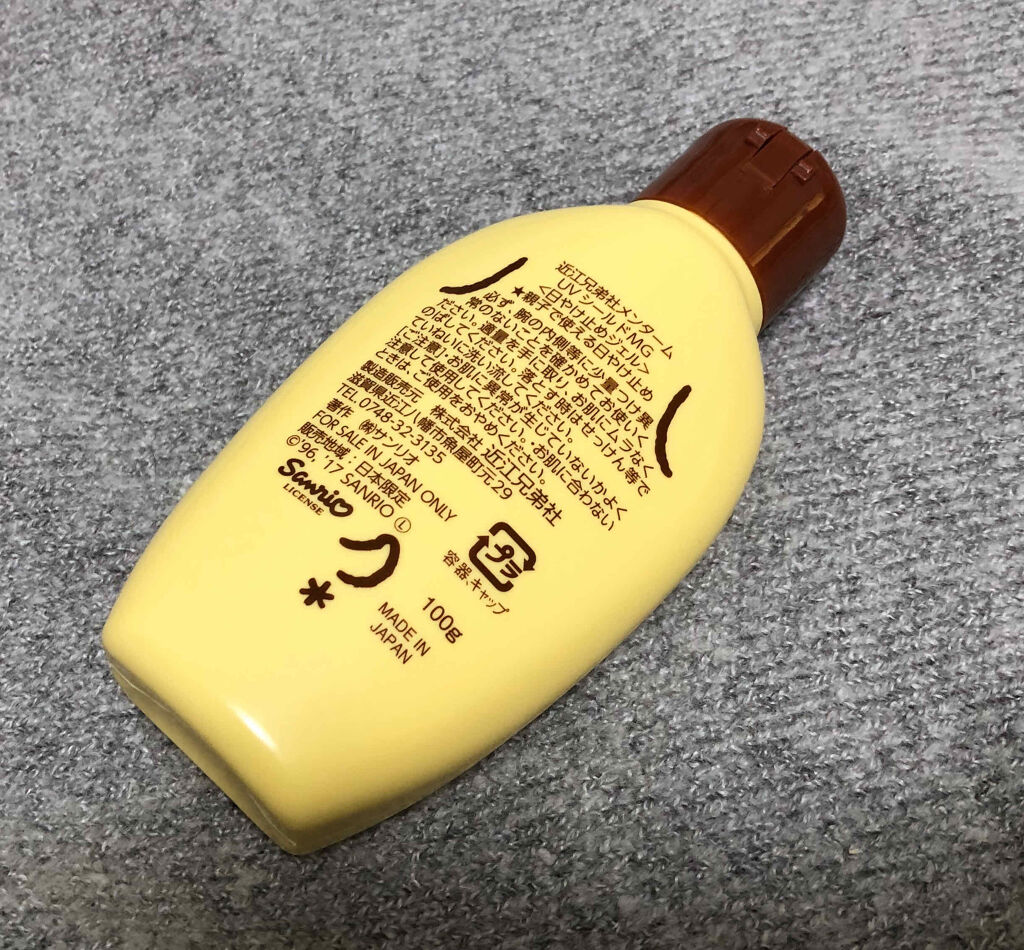 近江兄弟社メンターム
UVシールドMG
<日やけ止めジェル>
★親子で使える日やけ止め
必ず、腕の内側等に少量つけ異
常のないことを確かめてお使いく
ださい。適量を手に取り、お肌にムラなく
のばしてください。落とす時はせっけん等で
ていねいに洗い流してください。
[ご注意]:お肌に異常が生じていないかよく
注意して使用してください。お肌に合わない
ときは、ご使用をおやめください。
製造販売元 株式会社 近江兄弟社
滋賀県近江八幡市魚屋町元29
TEL 0748-32-3135
FOR SALE IN JAPAN ONLY
著作 ㈱サンリオ
販売地域:日本限定
©'96, '17 SANRIO Ⓛ
Sanrio
LICENSE
プラ
容器、キャップ
100g
MADE IN
JAPAN